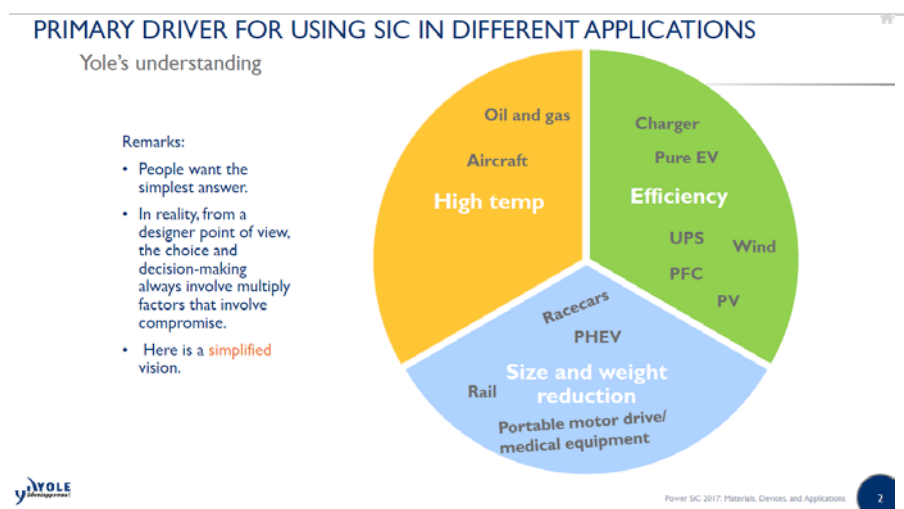 PRIMARY DRIVER FOR USING SIC IN DIFFERENT APPLICATIONS
Yole's understanding
Remarks:
• People want the
simplest answer.
• In reality, from a
designer point of view,
the choice and
decision-making
always involve multiply
factors that involve
compromise.
• Here is a simplified
vision.
Oil and gas
Aircraft
High temp
Charger
Pure EV
Efficiency
UPS
Wind
PFC
PV
Racecars
PHEV
Size and weight
reduction
Rail
Portable motor drive/
medical equipment
YOLE
Développement
Power SiC 2017: Materials, Devices, and Applications
2